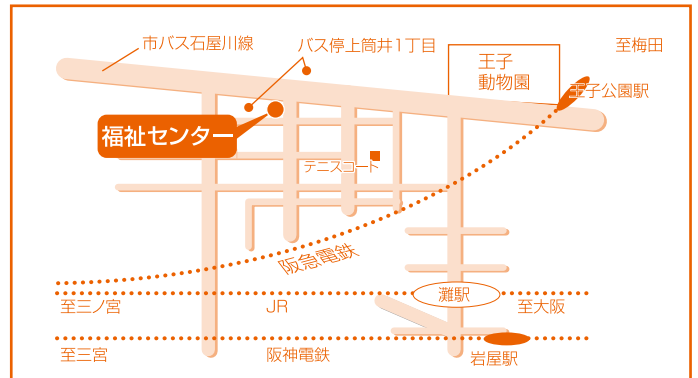 市バス石屋川線
バス停上筒井1丁目
王子
動物園
至梅田
王子公園駅
福祉センター
テニスコート
阪急電鉄
至三ノ宮
JR
灘駅
至大阪
至三宮
阪神電鉄
岩屋駅